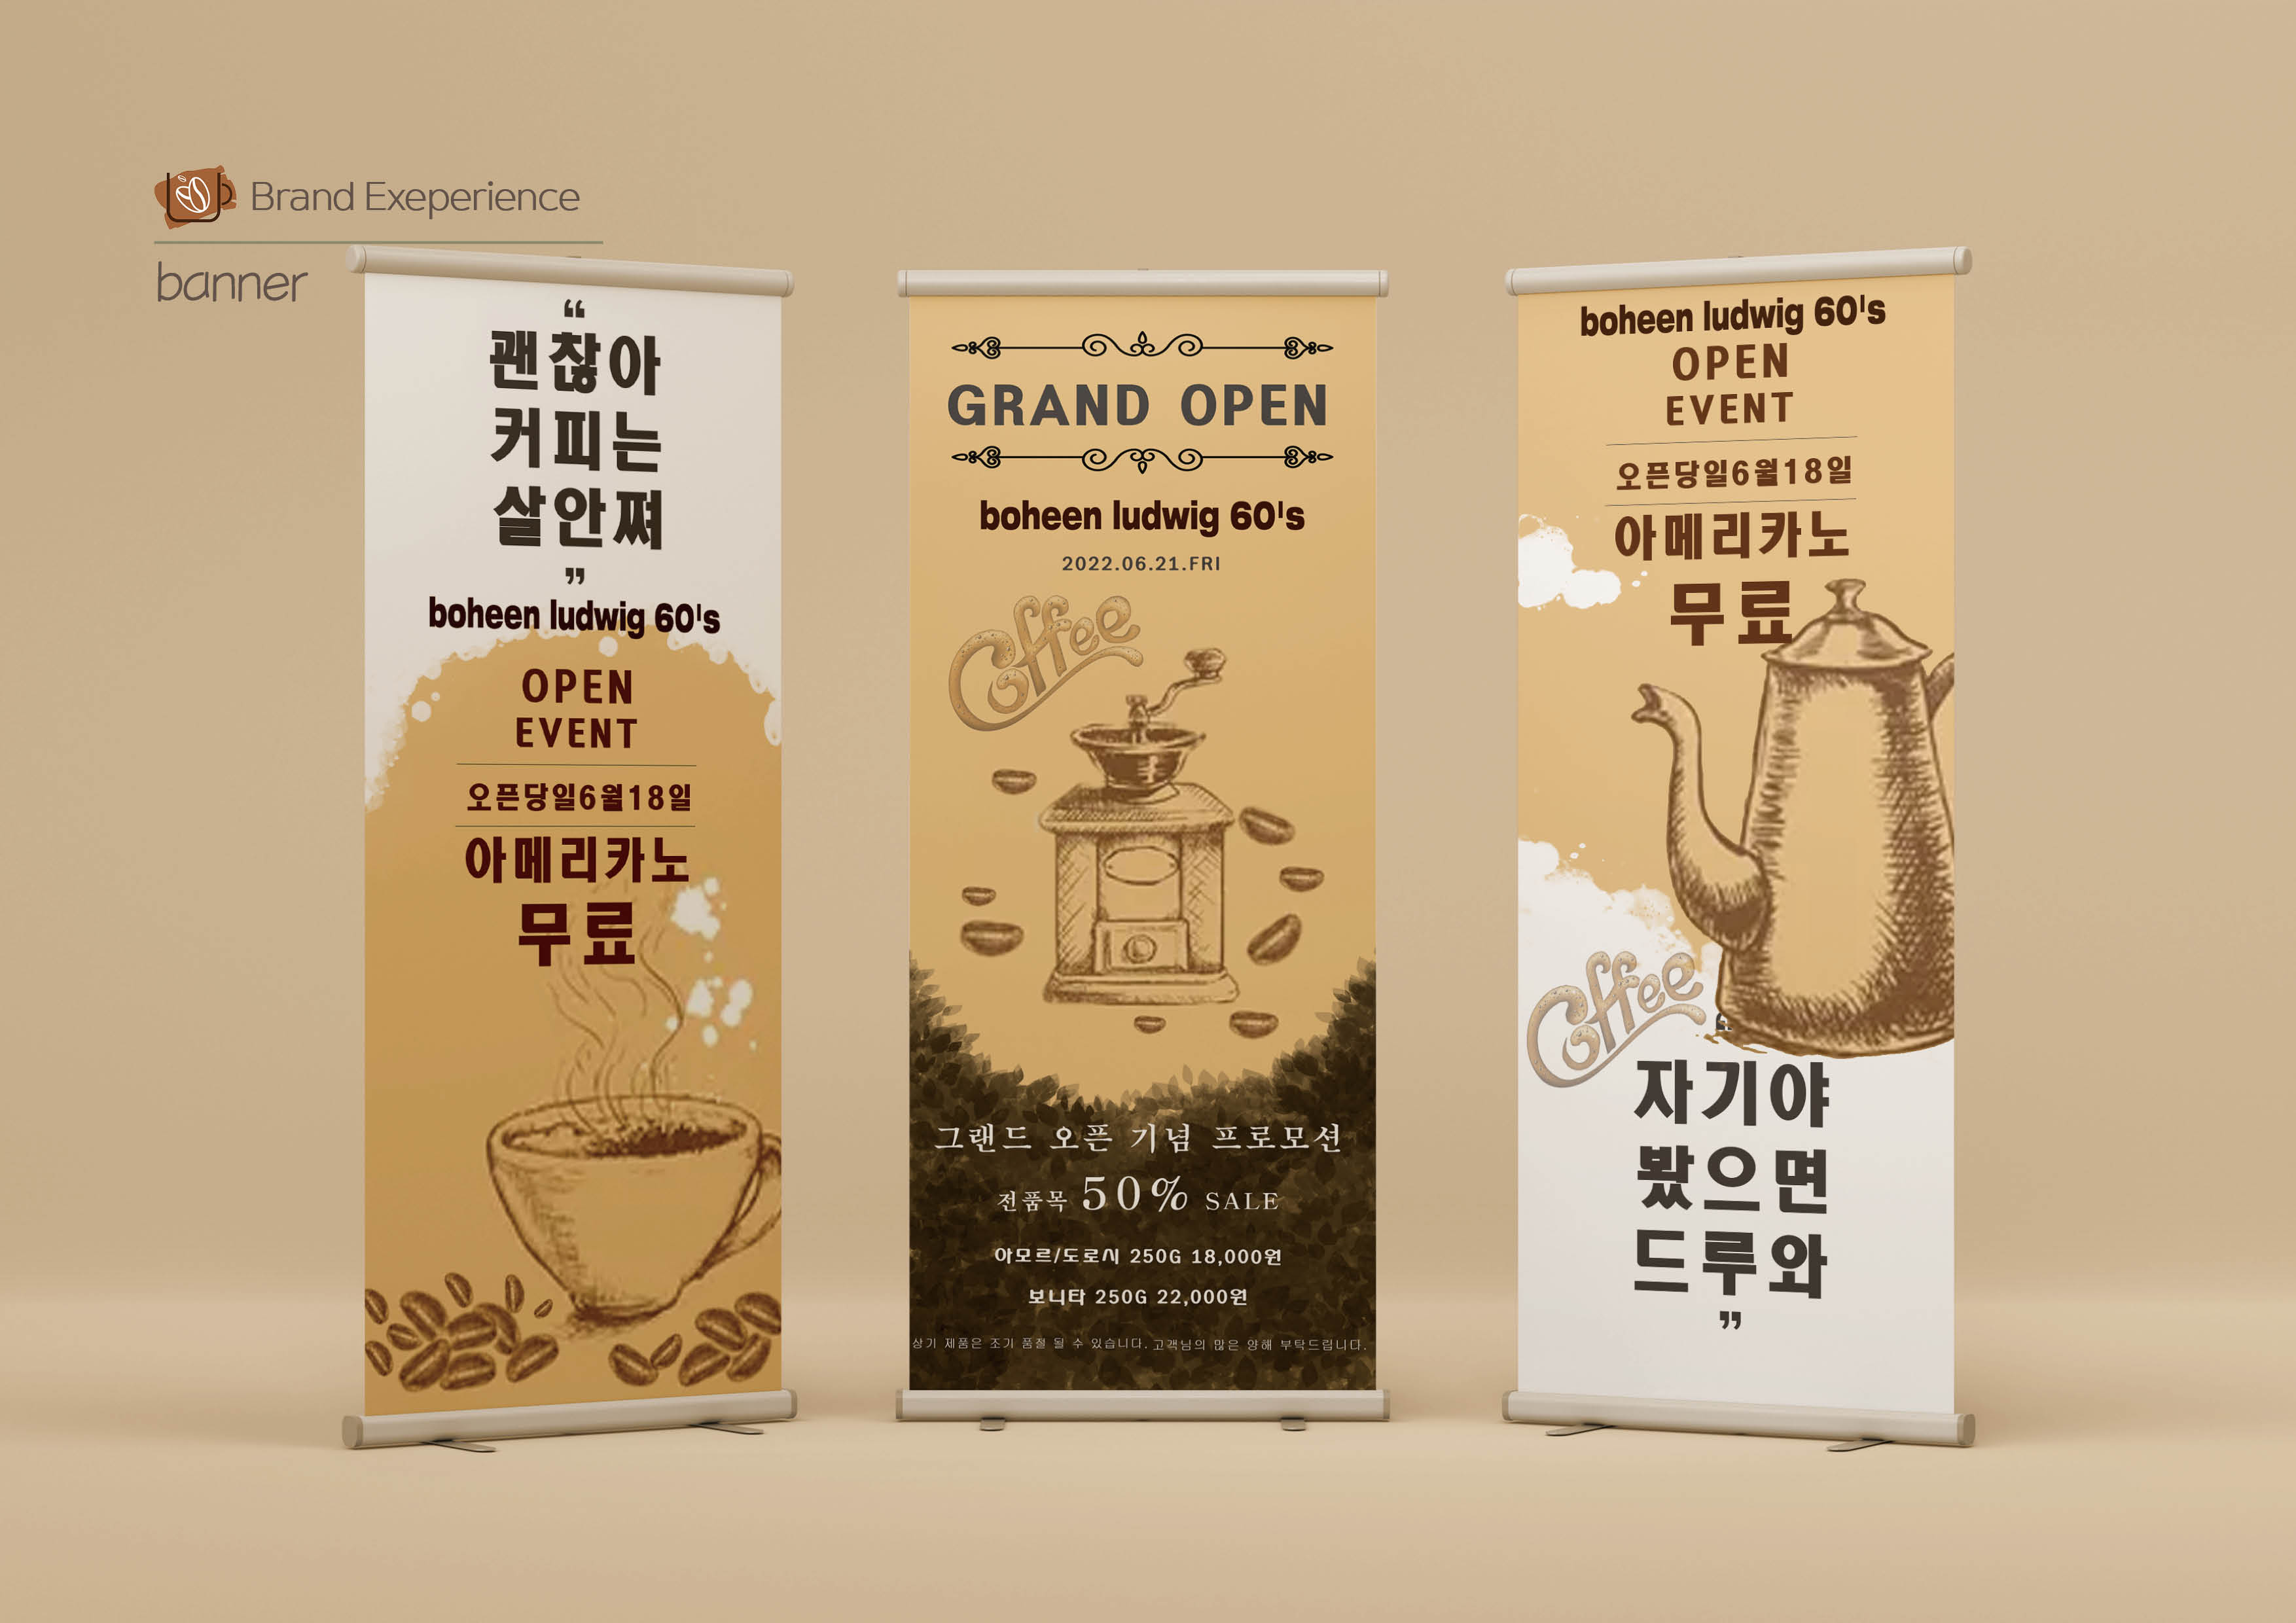 Brand Exeperience
banner
“
괜찮아
커피는
살안쪄
”
boheen ludwig 60's
OPEN
EVENT
오픈당일6월18일
아메리카노
무료
GRAND OPEN
boheen ludwig 60's
2022.06.21.FRI
Coffee
그랜드 오픈 기념 프로모션
전품목 50% SALE
아모르/도로시 250G 18,000원
보니타 250G 22,000원
상기 제품은 조기 품절 될 수 있습니다. 고객님의 많은 양해 부탁드립니다.
boheen ludwig 60's
OPEN
EVENT
오픈당일6월18일
아메리카노
무료
Coffee
“
자기야
봤으면
드루와
”